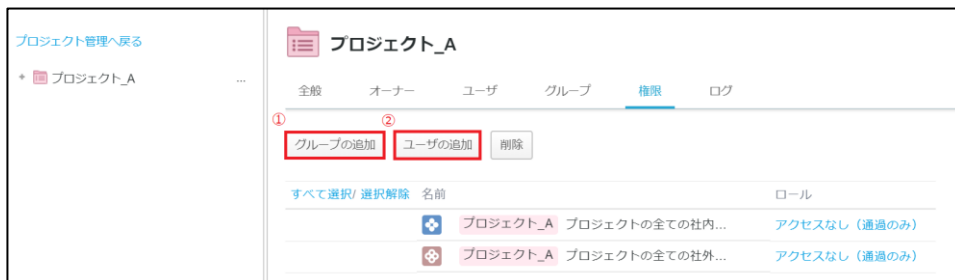 プロジェクト管理へ戻る
プロジェクト_A ...
プロジェクト_A
全般 オーナー ユーザ グループ 権限 ログ
① ②
グループの追加 ユーザの追加 削除
すべて選択/ 選択解除 名前 ロール
プロジェクト_A プロジェクトの全ての社内... アクセスなし（通過のみ）
プロジェクト_A プロジェクトの全ての社外... アクセスなし（通過のみ）